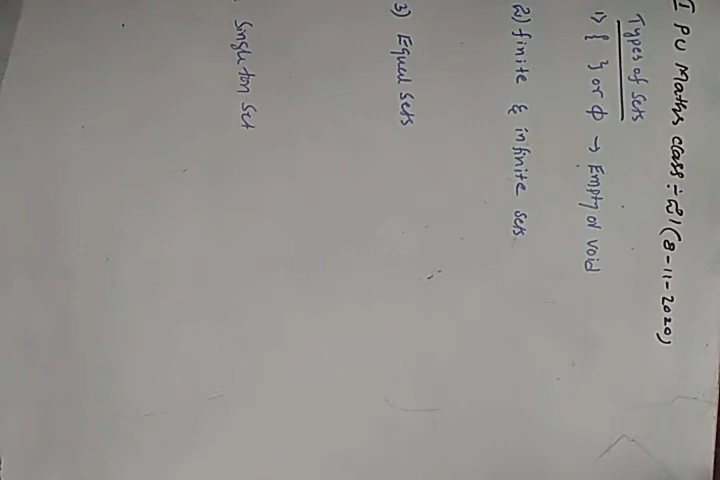 I PU Maths class :- 21 (8-11-2020)
Types of Sets
1) { } or ϕ → Empty or void
2) finite & infinite sets
3) Equal sets
Singleton Set